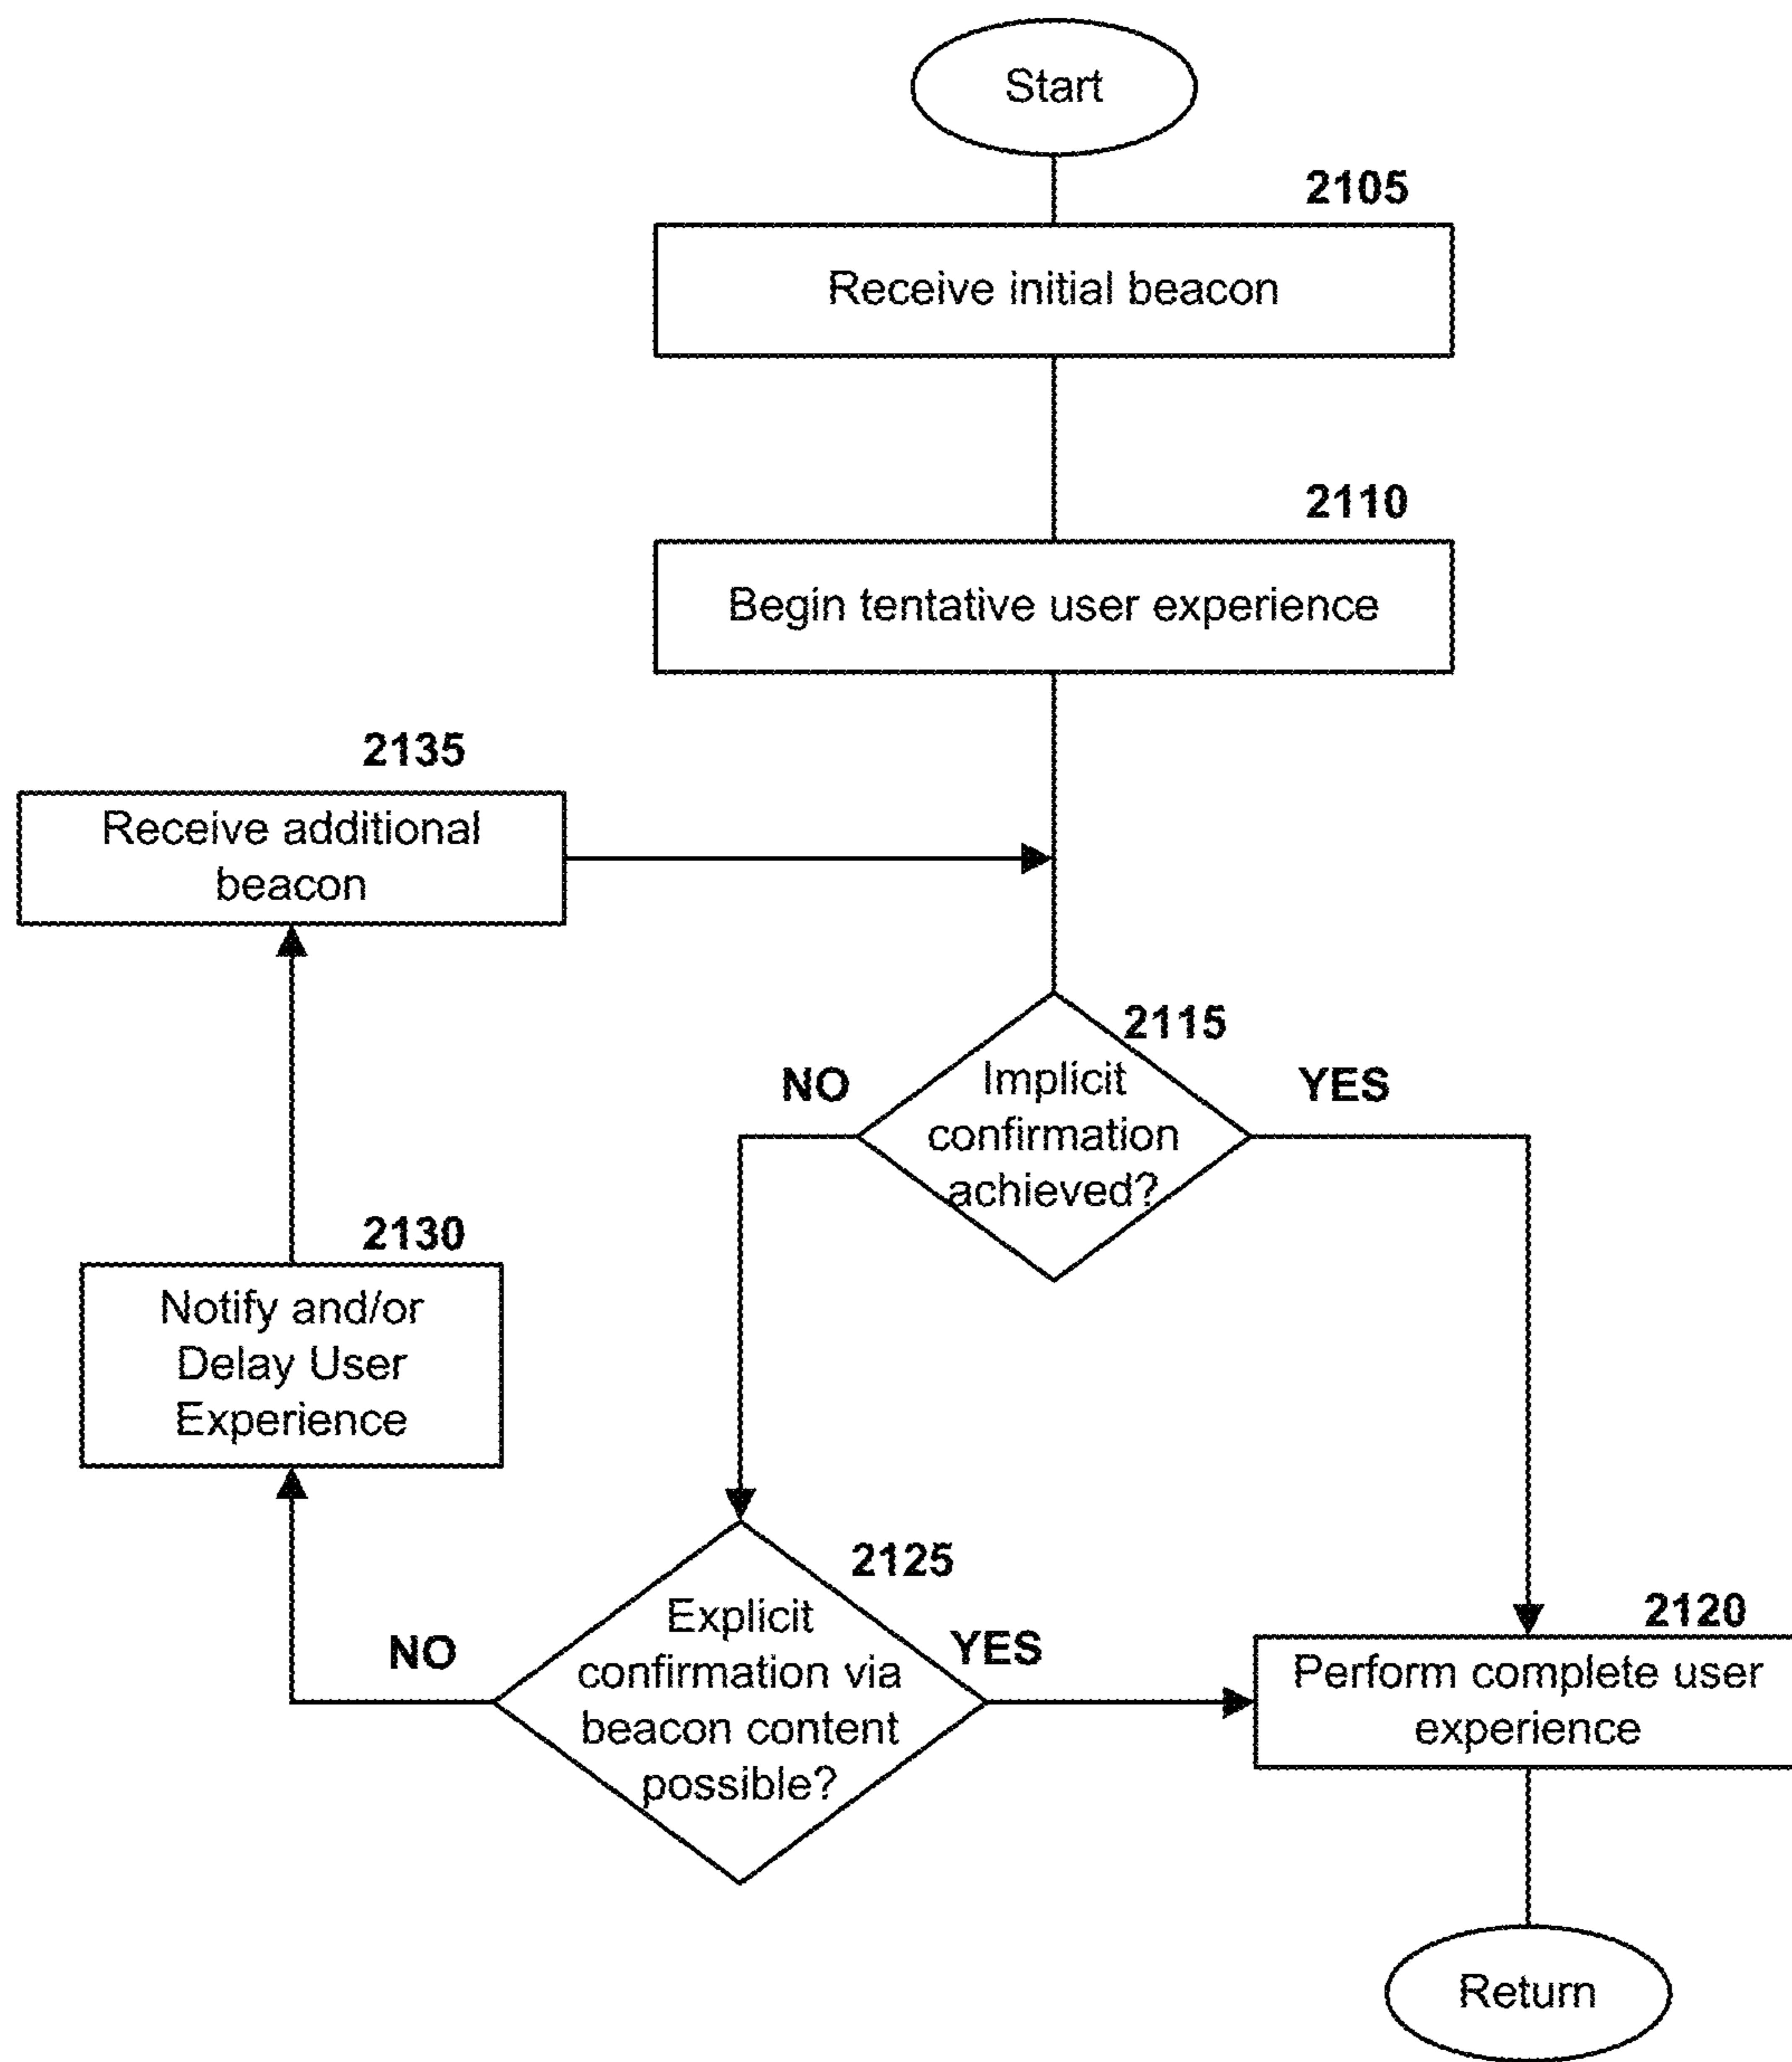 Start
2105
Receive initial beacon
2110
Begin tentative user experience
2135
Receive additional
beacon
2115
NO
Implicit
confirmation
achieved?
YES
2130
Notify and/or
Delay User
Experience
2125
NO
Explicit
confirmation via
beacon content
possible?
YES
2120
Perform complete user
experience
Return